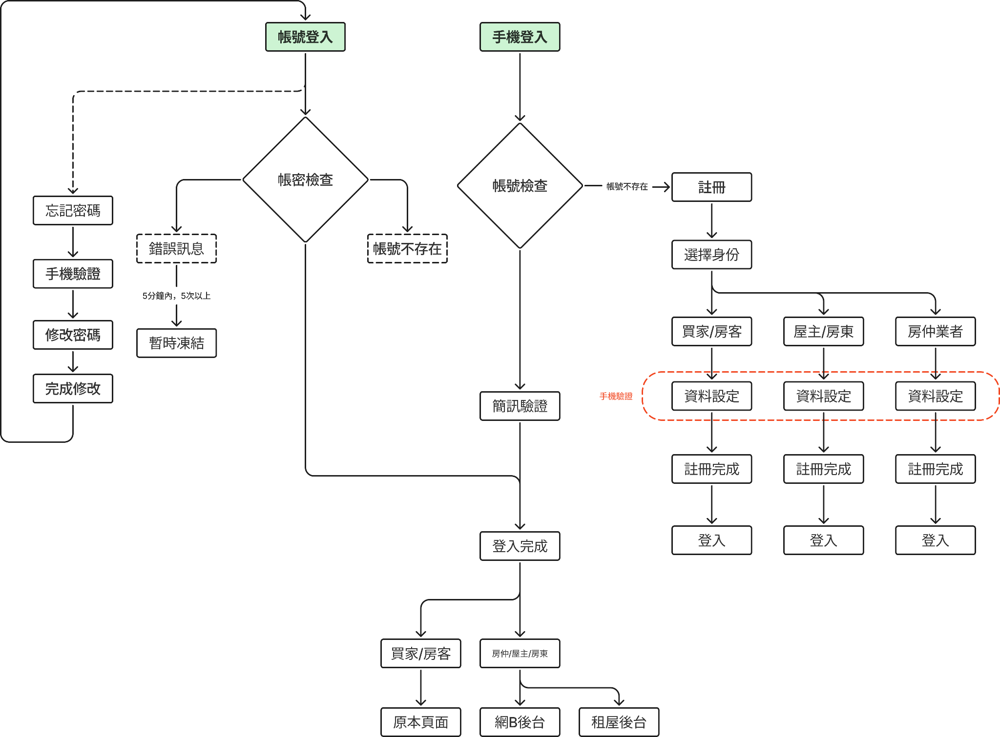 帳號登入
手機登入
帳密檢查
帳號檢查
帳號不存在
註冊
忘記密碼
錯誤訊息
帳號不存在
選擇身份
手機驗證
5分鐘內，5次以上
修改密碼
暫時凍結
買家/房客
屋主/房東
房仲業者
完成修改
手機驗證
資料設定
資料設定
資料設定
簡訊驗證
註冊完成
註冊完成
註冊完成
登入完成
登入
登入
登入
買家/房客
房仲/屋主/房東
原本頁面
網B後台
租屋後台